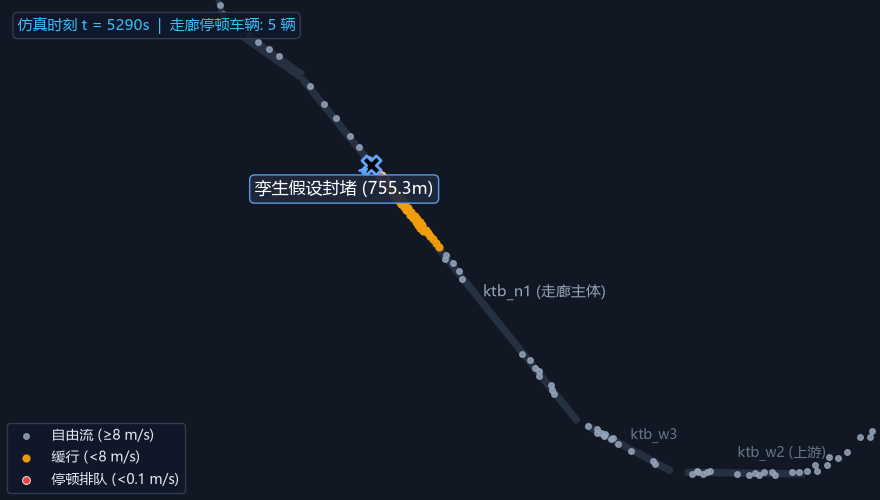 仿真时刻 t = 5290s | 走廊停顿车辆: 5 辆
孪生假设封堵 (755.3m)
ktb_n1 (走廊主体)
ktb_w3
ktb_w2 (上游)
自由流 (≥8 m/s)
缓行 (<8 m/s)
停顿排队 (<0.1 m/s)